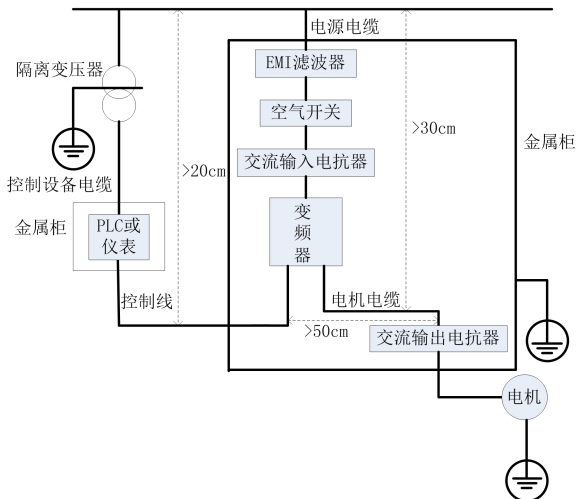 电源电缆
隔离变压器
EMI滤波器
空气开关
>30cm
金属柜
交流输入电抗器
>20cm
控制设备电缆
金属柜
PLC或
仪表
变
频
器
控制线
电机电缆
>50cm
交流输出电抗器
电机